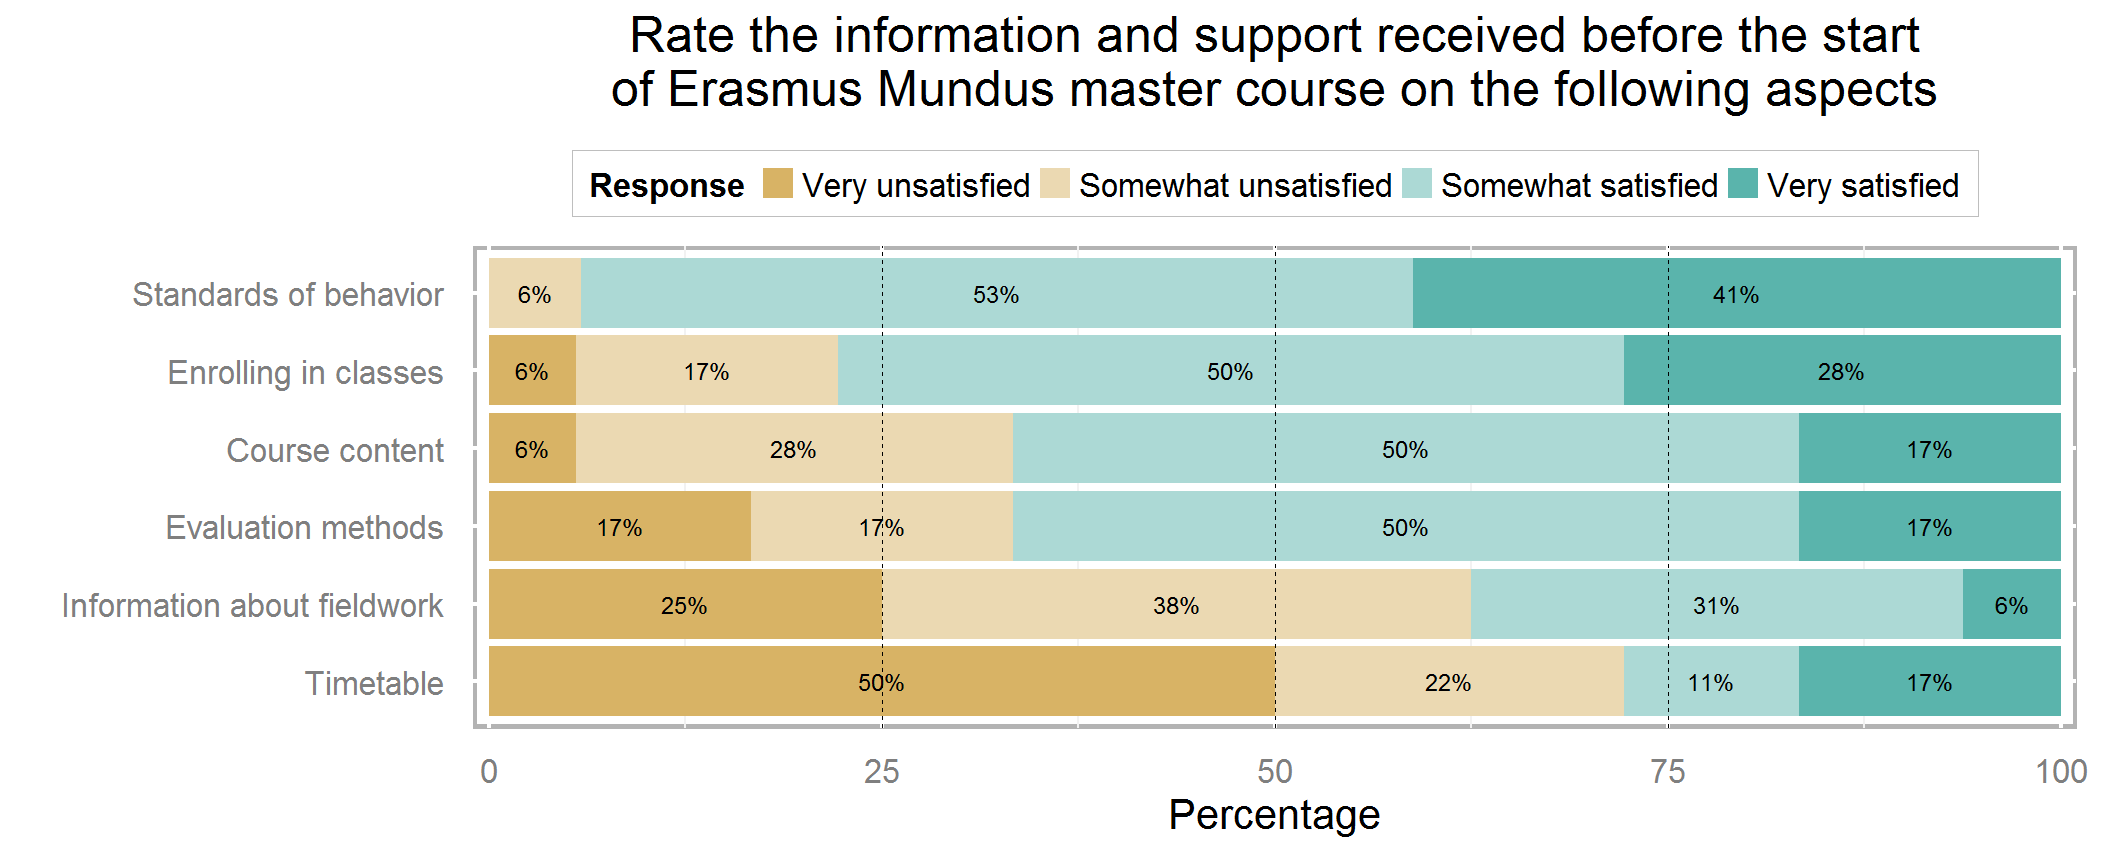 Rate the information and support received before the start
of Erasmus Mundus master course on the following aspects
Response Very unsatisfied Somewhat unsatisfied Somewhat satisfied Very satisfied
Standards of behavior 6% 53% 41%
Enrolling in classes 6% 17% 50% 28%
Course content 6% 28% 50% 17%
Evaluation methods 17% 17% 50% 17%
Information about fieldwork 25% 38% 31% 6%
Timetable 50% 22% 11% 17%
0 25 50 75 100
Percentage